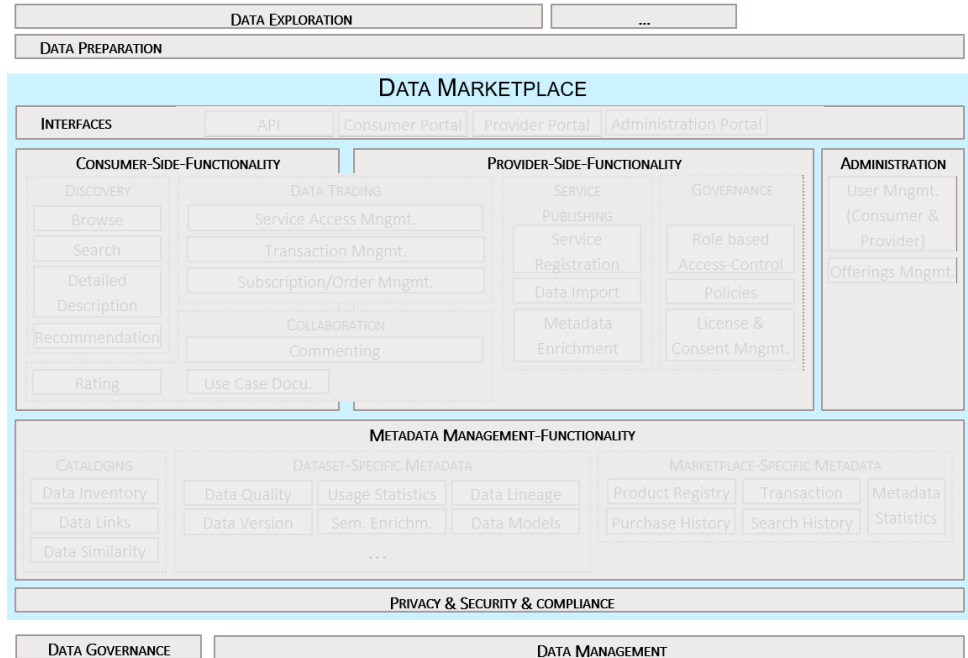 DATA EXPLORATION
...
DATA PREPARATION
DATA MARKETPLACE
INTERFACES
API
Consumer Portal
Provider Portal
Administration Portal
CONSUMER-SIDE-FUNCTIONALITY
DISCOVERY
Browse
Search
Detailed
Description
Recommendation
Rating
DATA TRADING
Service Access Mngmt.
Transaction Mngmt.
Subscription/Order Mngmt.
COLLABORATION
Commenting
Use Case Docu.
PROVIDER-SIDE-FUNCTIONALITY
SERVICE
PUBLISHING
Service
Registration
Data Import
Metadata
Enrichment
GOVERNANCE
Role based
Access-Control
Policies
License &
Consent Mngmt.
ADMINISTRATION
User Mngmt.
(Consumer &
Provider)
Offerings Mngmt.
METADATA MANAGEMENT-FUNCTIONALITY
CATALOGING
Data Inventory
Data Links
Data Similarity
DATASET-SPECIFIC METADATA
Data Quality
Usage Statistics
Data Lineage
Data Version
Sem. Enrichm.
Data Models
...
MARKETPLACE-SPECIFIC METADATA
Product Registry
Transaction
Metadata
Statistics
Purchase History
Search History
PRIVACY & SECURITY & COMPLIANCE
DATA GOVERNANCE
DATA MANAGEMENT